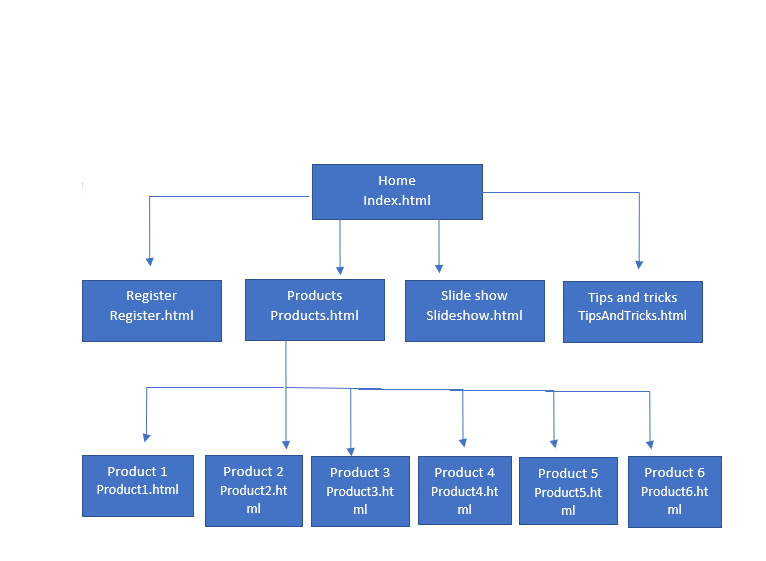 Home
Index.html
Register
Register.html
Products
Products.html
Slide show
Slideshow.html
Tips and tricks
TipsAndTricks.html
Product 1
Product1.html
Product 2
Product2.ht
ml
Product 3
Product3.ht
ml
Product 4
Product4.ht
ml
Product 5
Product5.ht
ml
Product 6
Product6.ht
ml